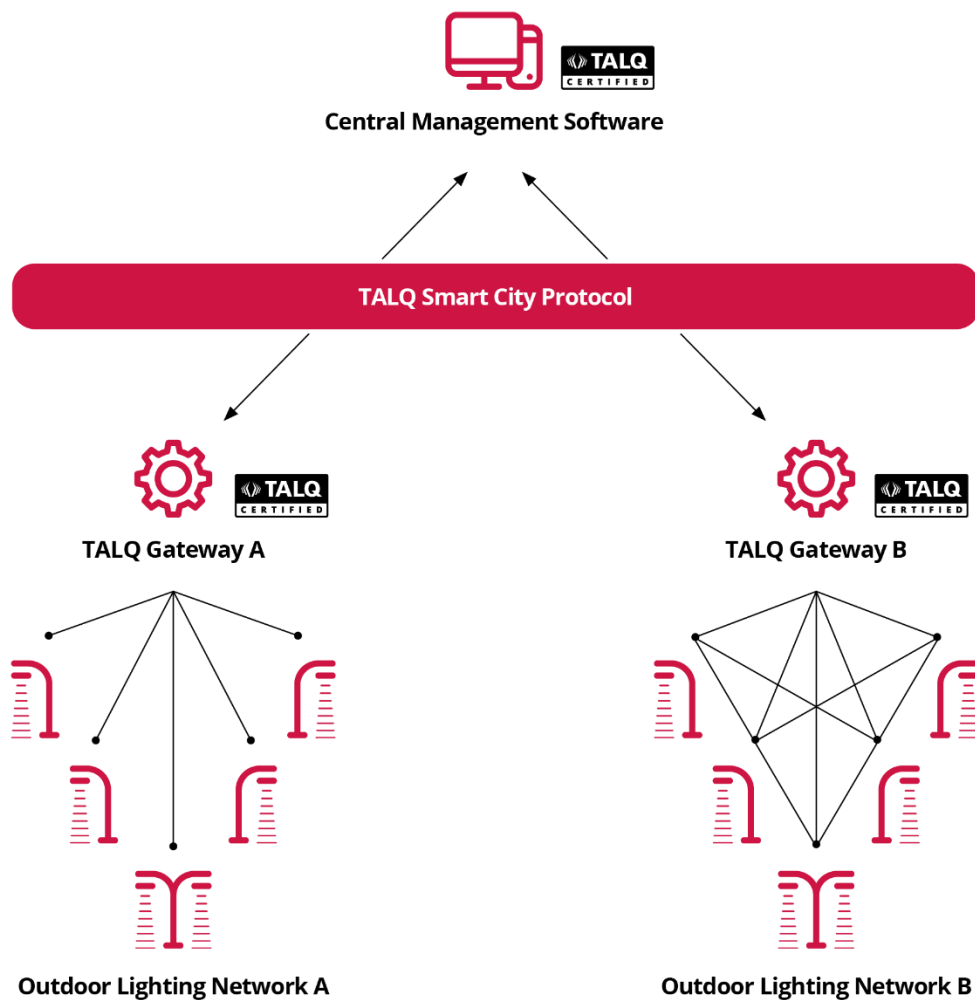 TALQ
CERTIFIED
Central Management Software
TALQ Smart City Protocol
TALQ
CERTIFIED
TALQ Gateway A
TALQ
CERTIFIED
TALQ Gateway B
Outdoor Lighting Network A
Outdoor Lighting Network B